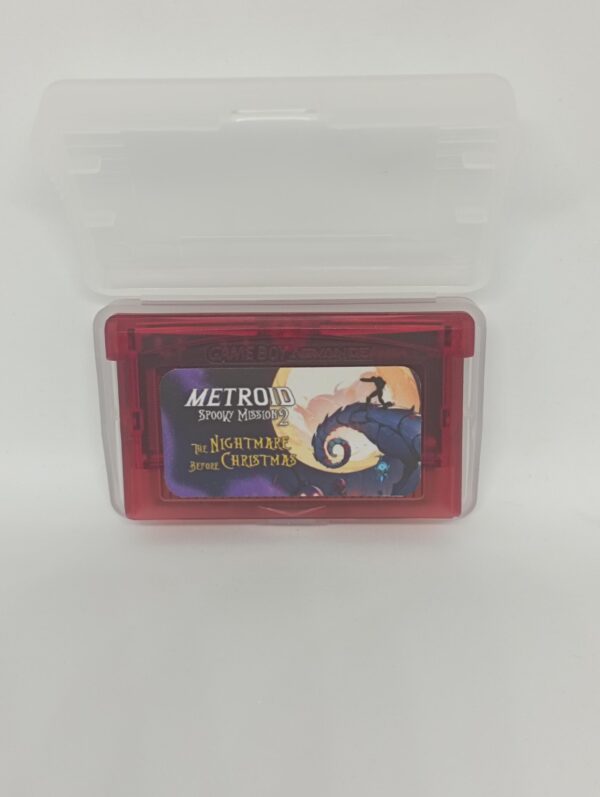 GAME BOY ADVANCE
METROID
SPOOKY MISSION 2
THE NIGHTMARE
BEFORE CHRISTMAS